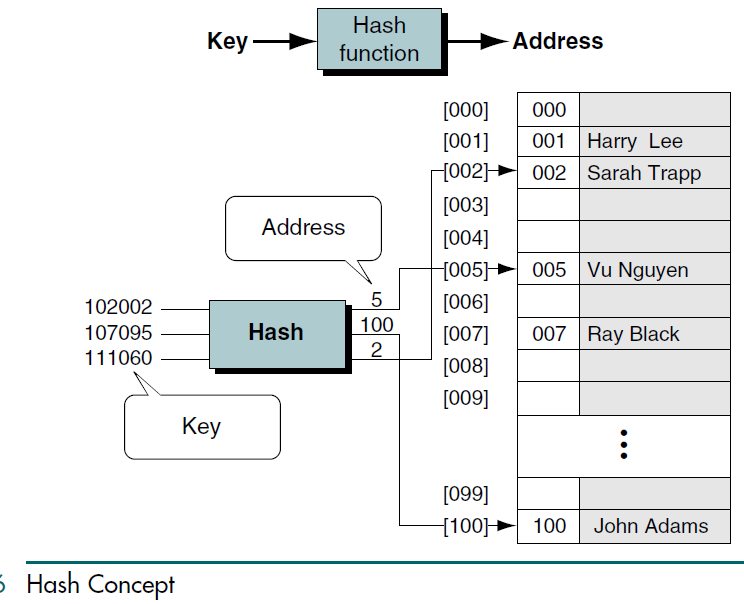 Key
Hash
function
Address
[000] 000
[001] 001 Harry Lee
[002] 002 Sarah Trapp
[003]
[004]
[005] 005 Vu Nguyen
[006]
[007] 007 Ray Black
[008]
[009]
[099]
[100] 100 John Adams
Address
102002
107095
111060
Hash
5
100
2
Key
6 Hash Concept